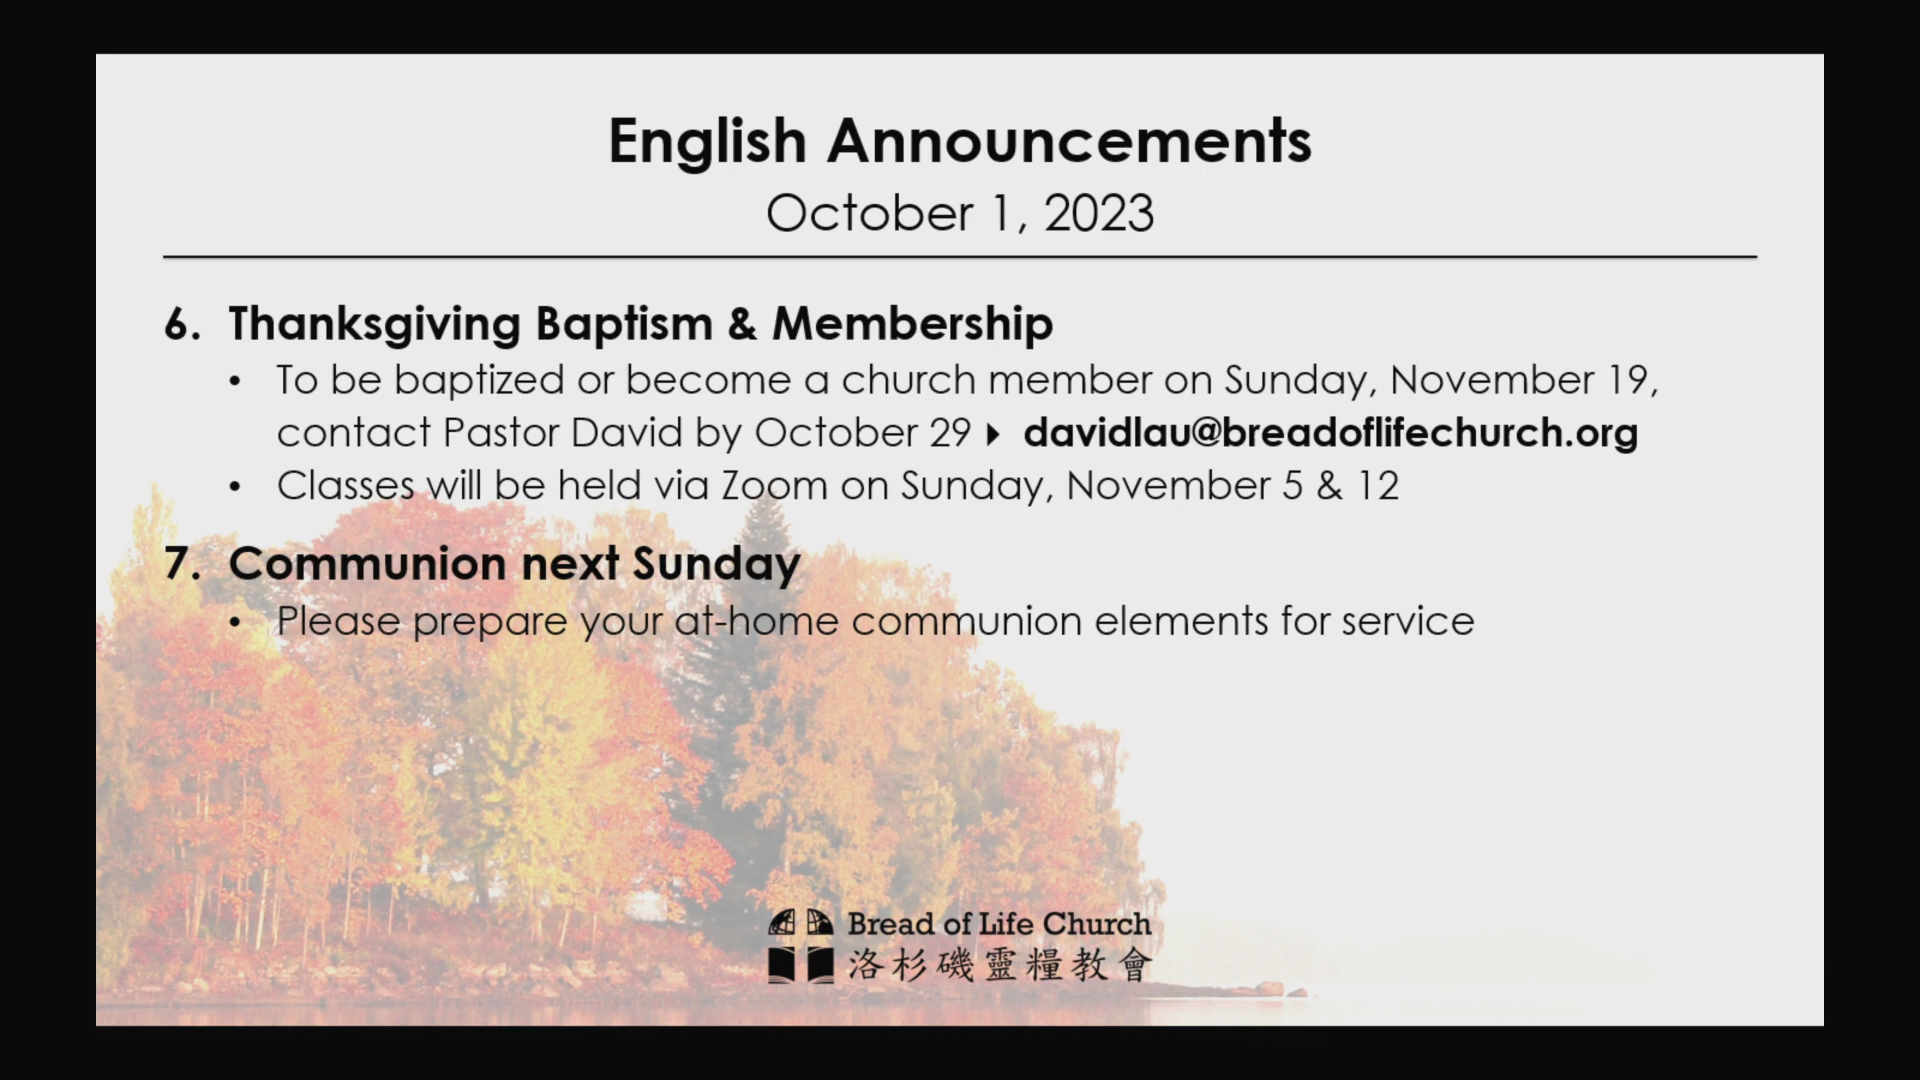 English Announcements
October 1, 2023
6. Thanksgiving Baptism & Membership
• To be baptized or become a church member on Sunday, November 19,
contact Pastor David by October 29 ▸ davidlau@breadoflifechurch.org
• Classes will be held via Zoom on Sunday, November 5 & 12
7. Communion next Sunday
• Please prepare your at-home communion elements for service
Bread of Life Church
洛杉磯靈糧教會